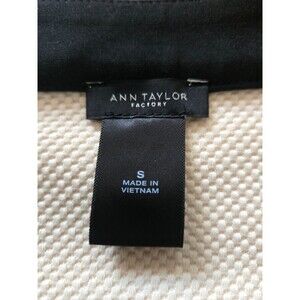 ANN TAYLOR
FACTORY
S
MADE IN
VIETNAM